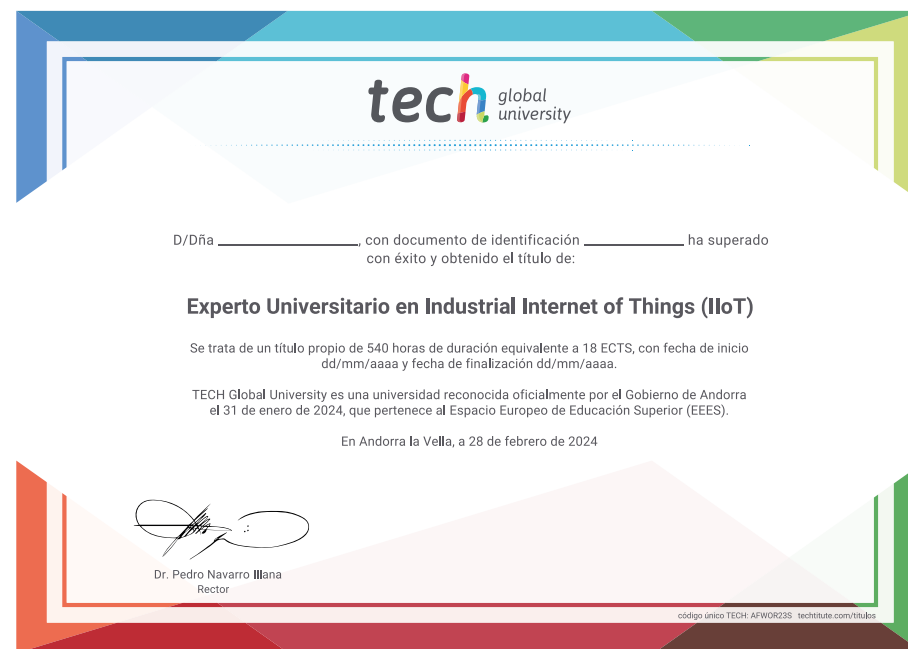 tech global university
D/Dña ____________________, con documento de identificación ______________ ha superado
con éxito y obtenido el título de:
Experto Universitario en Industrial Internet of Things (IIoT)
Se trata de un título propio de 540 horas de duración equivalente a 18 ECTS, con fecha de inicio
dd/mm/aaaa y fecha de finalización dd/mm/aaaa.
TECH Global University es una universidad reconocida oficialmente por el Gobierno de Andorra
el 31 de enero de 2024, que pertenece al Espacio Europeo de Educación Superior (EEES).
En Andorra la Vella, a 28 de febrero de 2024
Dr. Pedro Navarro Illana
Rector
código único TECH: AFWOR23S techtitute.com/titulos